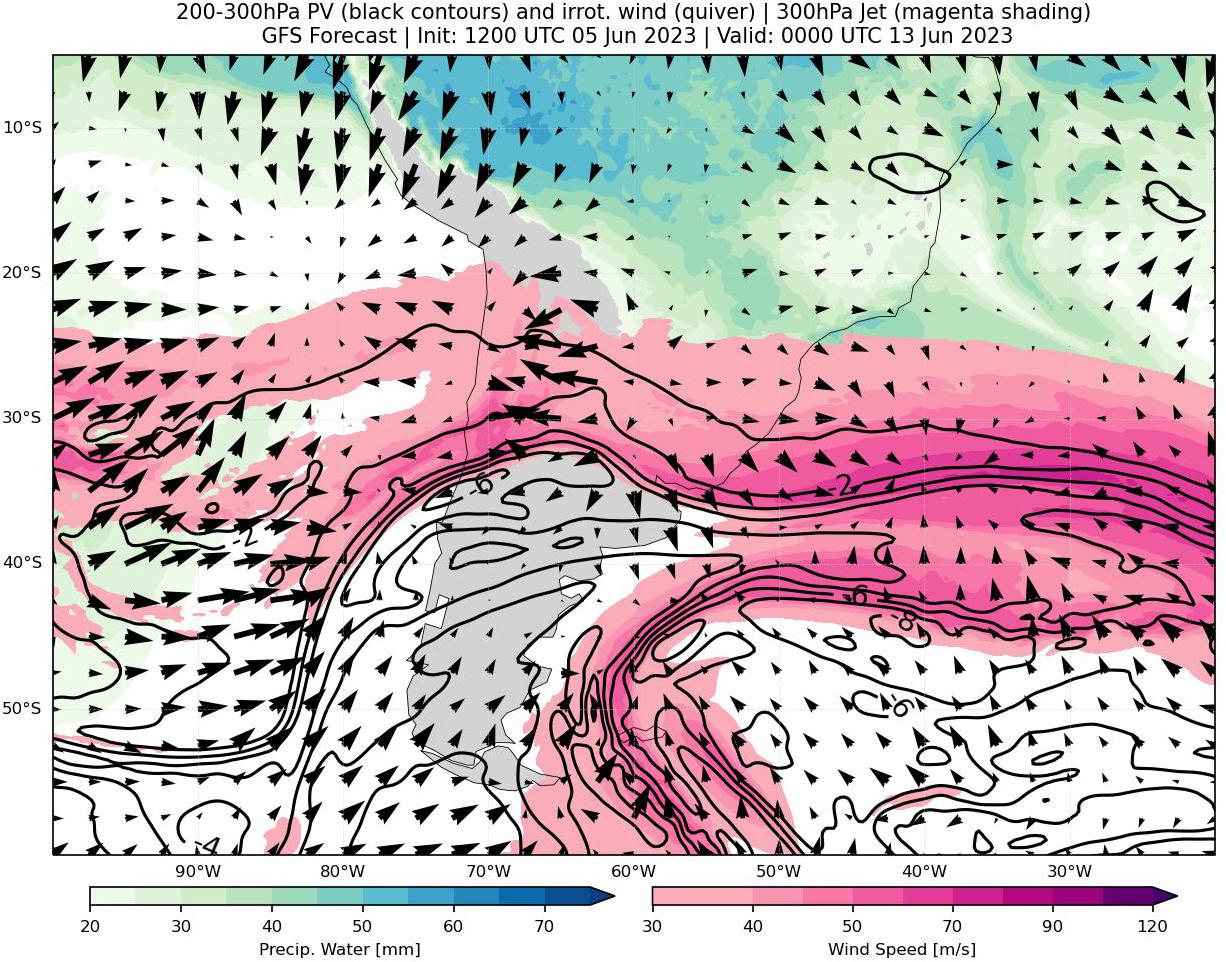 200-300hPa PV (black contours) and irrot. wind (quiver) | 300hPa Jet (magenta shading)
GFS Forecast | Init: 1200 UTC 05 Jun 2023 | Valid: 0000 UTC 13 Jun 2023
10°S
20°S
30°S
40°S
50°S
-6
-2
-2
-6
-8
-6
-4
90°W 80°W 70°W 60°W 50°W 40°W 30°W
20 30 40 50 60 70
Precip. Water [mm]
30 40 50 70 90 120
Wind Speed [m/s]